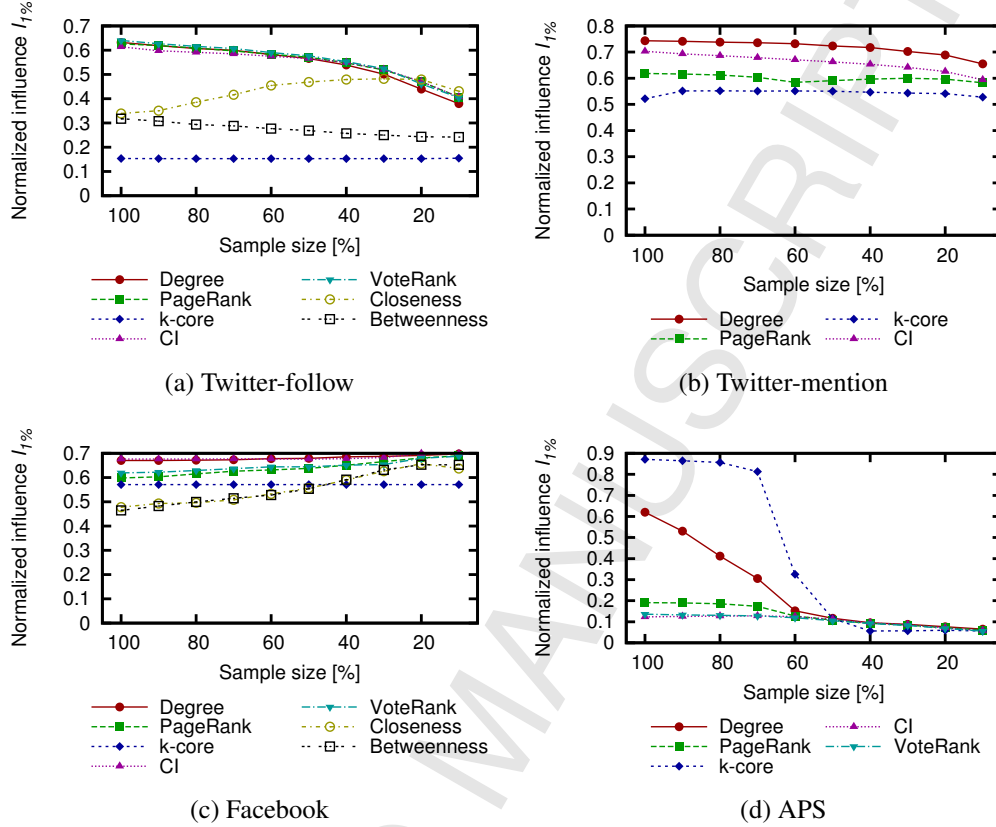 Normalized influence I1%
0.7
0.6
0.5
0.4
0.3
0.2
0.1
0
100 80 60 40 20
Sample size [%]
Degree
PageRank
k-core
CI
VoteRank
Closeness
Betweenness
(a) Twitter-follow
Normalized influence I1%
0.8
0.7
0.6
0.5
0.4
0.3
0.2
0.1
0
100 80 60 40 20
Sample size [%]
Degree
PageRank
k-core
CI
(b) Twitter-mention
Normalized influence I1%
0.7
0.6
0.5
0.4
0.3
0.2
0.1
0
100 80 60 40 20
Sample size [%]
Degree
PageRank
k-core
CI
VoteRank
Closeness
Betweenness
(c) Facebook
Normalized influence I1%
0.9
0.8
0.7
0.6
0.5
0.4
0.3
0.2
0.1
0
100 80 60 40 20
Sample size [%]
Degree
PageRank
k-core
CI
VoteRank
(d) APS
MANUSCRIPT